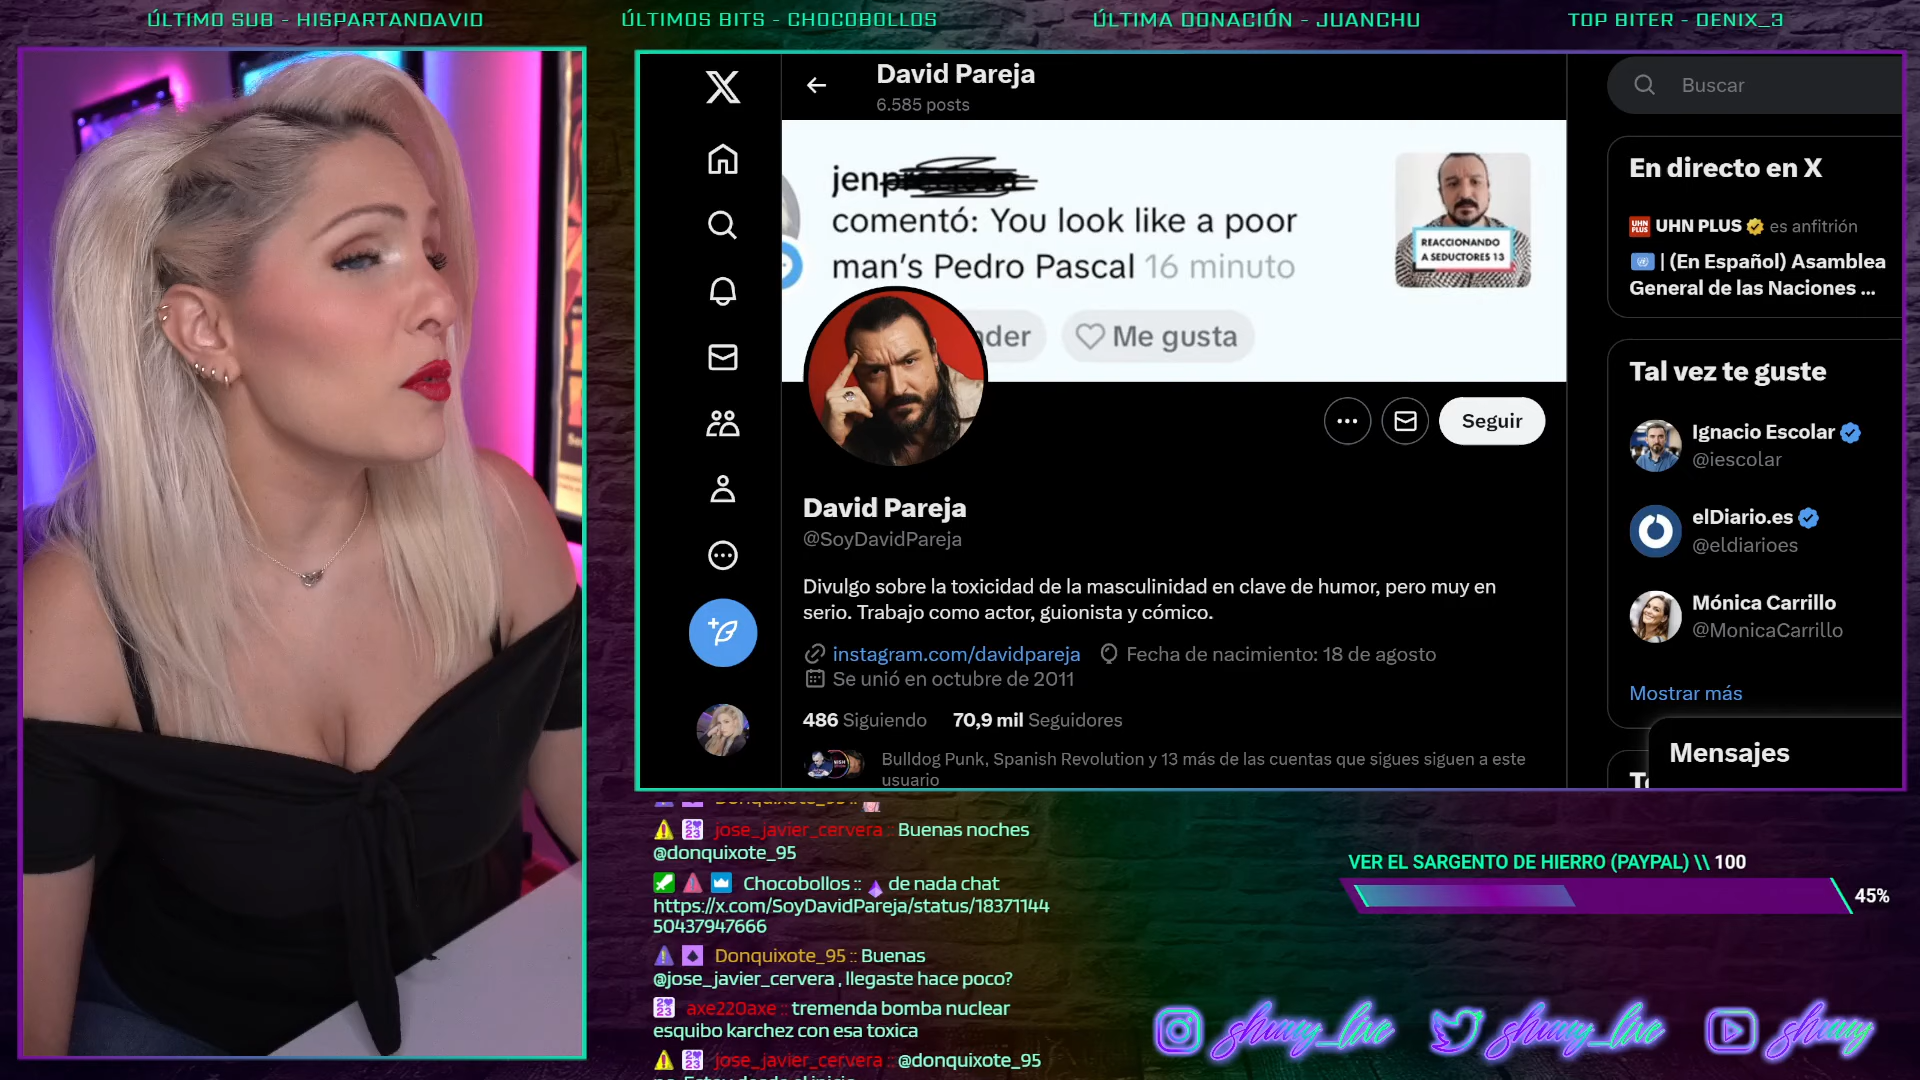 ÚLTIMO SUB - HISPARTANDAVID
ÚLTIMOS BITS - CHOCOBOLLOS
ÚLTIMA DONACIÓN - JUANCHU
TOP BITER - DENIX_3
David Pareja
6.585 posts
jen
comentó: You look like a poor
man's Pedro Pascal 16 minuto
nder
Me gusta
REACCIONANDO
A SEDUCTORES 13
Seguir
David Pareja
@SoyDavidPareja
Divulgo sobre la toxicidad de la masculinidad en clave de humor, pero muy en
serio. Trabajo como actor, guionista y cómico.
instagram.com/davidpareja
Fecha de nacimiento: 18 de agosto
Se unió en octubre de 2011
486 Siguiendo
70,9 mil Seguidores
Bulldog Punk, Spanish Revolution y 13 más de las cuentas que sigues siguen a este
usuario
Buscar
En directo en X
UHN
PLUS
UHN PLUS es anfitrión
| (En Español) Asamblea
General de las Naciones ...
Tal vez te guste
Ignacio Escolar
@iescolar
elDiario.es
@eldiarioes
Mónica Carrillo
@MonicaCarrillo
Mostrar más
Mensajes
jose_javier_cervera :: Buenas noches
@donquixote_95
Chocobollos :: de nada chat
https://x.com/SoyDavidPareja/status/18371144
50437947666
Donquixote_95 :: Buenas
@jose_javier_cervera , llegaste hace poco?
axe220axe :: tremenda bomba nuclear
esquibo karchez con esa toxica
jose_javier_cervera :: @donquixote_95
VER EL SARGENTO DE HIERRO (PAYPAL) \\ 100
45%
shuuy_live
shuuy_live
shuuy